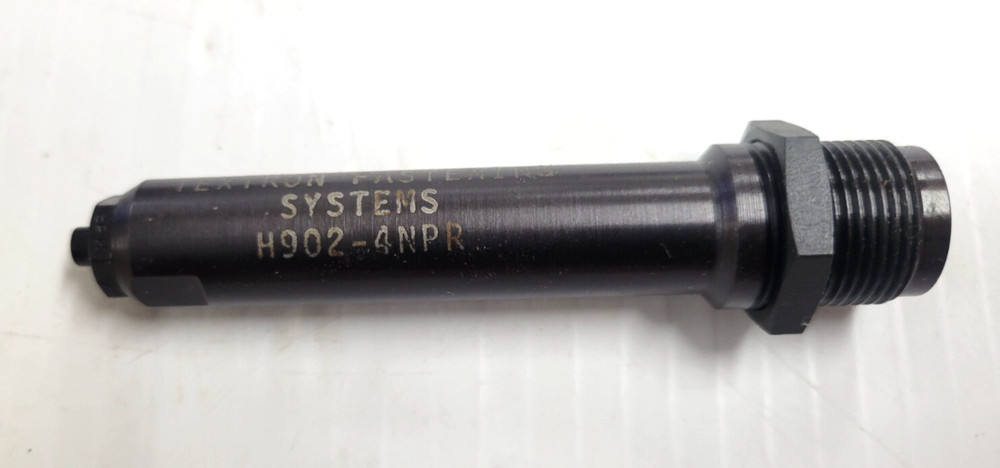 TEXTRON FASTENING
SYSTEMS
H902-4NPR